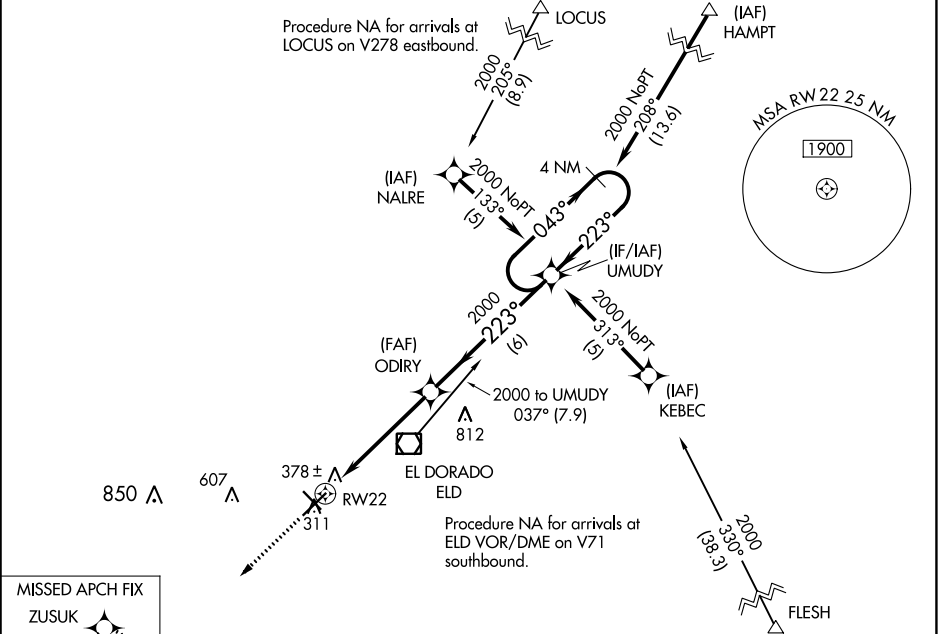 Procedure NA for arrivals at
LOCUS on V278 eastbound.
LOCUS
(IAF)
HAMPT
2000
205°
(8.9)
2000 NoPT
208°
(13.6)
MSA RW 22 25 NM
1900
4 NM
(IAF)
NALRE
2000 NoPT
133°
(5)
043°
223°
(IF/IAF)
UMUDY
2000
223°
(6)
2000 NoPT
313°
(5)
(FAF)
ODIRY
(IAF)
KEBEC
2000 to UMUDY
037° (7.9)
812
EL DORADO
ELD
850
607
378 ±
RW22
311
Procedure NA for arrivals at
ELD VOR/DME on V71
southbound.
2000
330°
(38.3)
FLESH
MISSED APCH FIX
ZUSUK